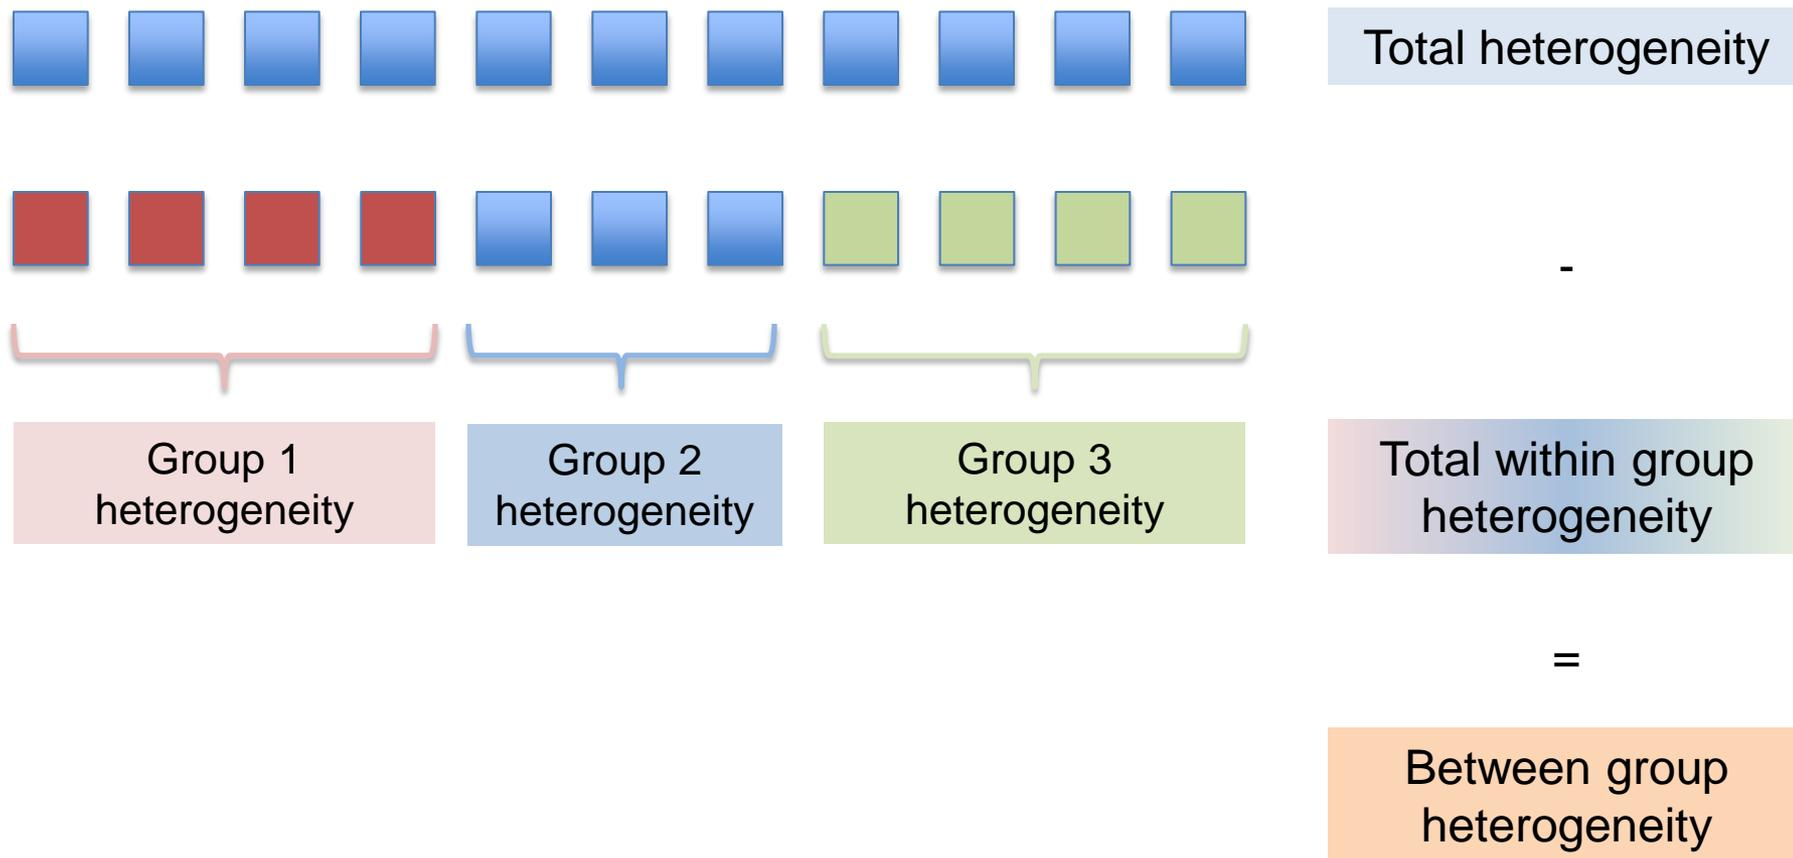 Total heterogeneity
-
Group 1
heterogeneity
Group 2
heterogeneity
Group 3
heterogeneity
Total within group
heterogeneity
=
Between group
heterogeneity